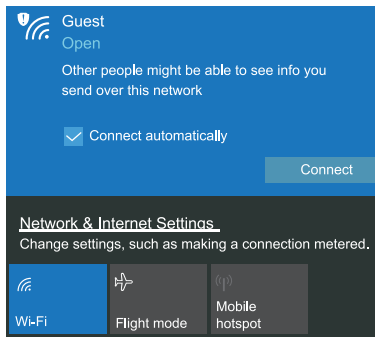 Guest
Open
Other people might be able to see info you
send over this network
Connect automatically
Connect
Network & Internet Settings
Change settings, such as making a connection metered.
Wi-Fi
Flight mode
Mobile
hotspot